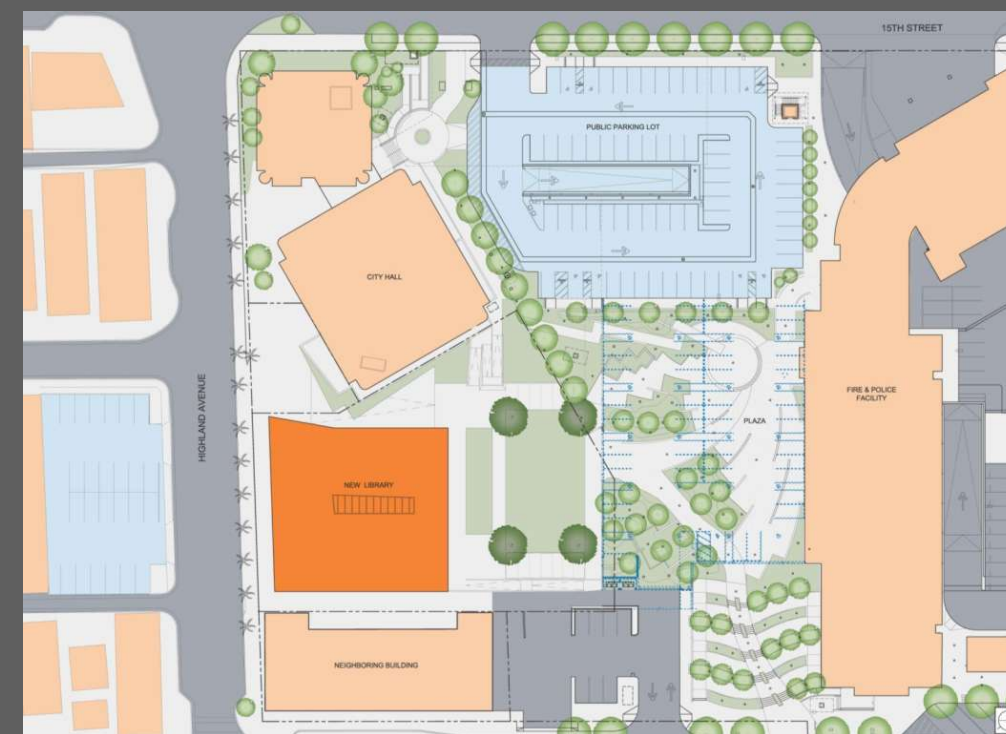 15TH STREET
PUBLIC PARKING LOT
CITY HALL
HIGHLAND AVENUE
FIRE & POLICE
FACILITY
PLAZA
NEW LIBRARY
NEIGHBORING BUILDING